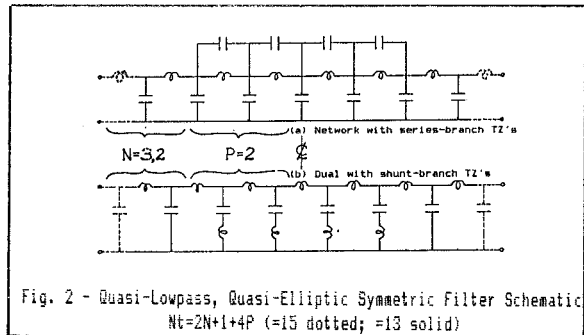 (a) Network with series-branch TZ's
N=3,2
P=2
℄
(b) Dual with shunt-branch TZ's
Fig. 2 - Quasi-Lowpass, Quasi-Elliptic Symmetric Filter Schematic
Nt=2N+1+4P (=15 dotted; =13 solid)